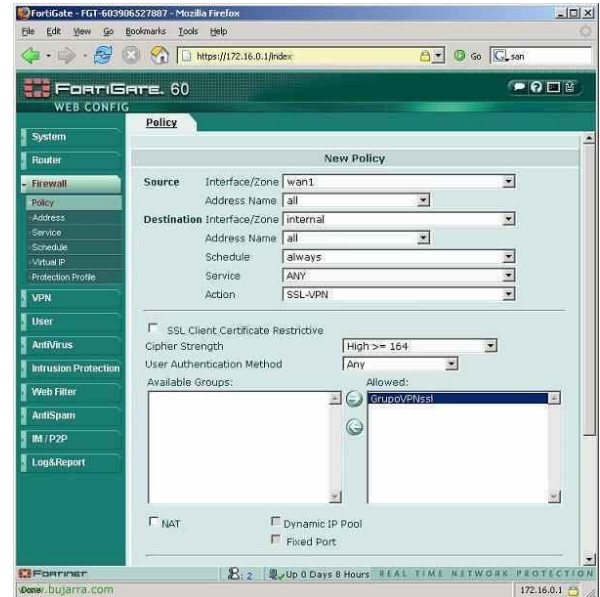 FortiGate - FGT-603906527887 - Mozilla Firefox
File Edit View Go Bookmarks Tools Help
https://172.16.0.1/index
Go
san
FORTIGATE. 60
WEB CONFIG
Policy
System
Router
Firewall
Policy
Address
Service
Schedule
Virtual IP
Protection Profile
VPN
User
AntiVirus
Intrusion Protection
Web Filter
AntiSpam
IM / P2P
Log&Report
New Policy
Source Interface/Zone wan1
Address Name all
Destination Interface/Zone internal
Address Name all
Schedule always
Service ANY
Action SSL-VPN
SSL Client Certificate Restrictive
Cipher Strength High >= 164
User Authentication Method Any
Available Groups: Allowed:
GrupoVPNssl
NAT Dynamic IP Pool
Fixed Port
FORTINET 2 Up 0 Days 8 Hours REAL TIME NETWORK PROTECTION
.bujarra.com 172.16.0.1